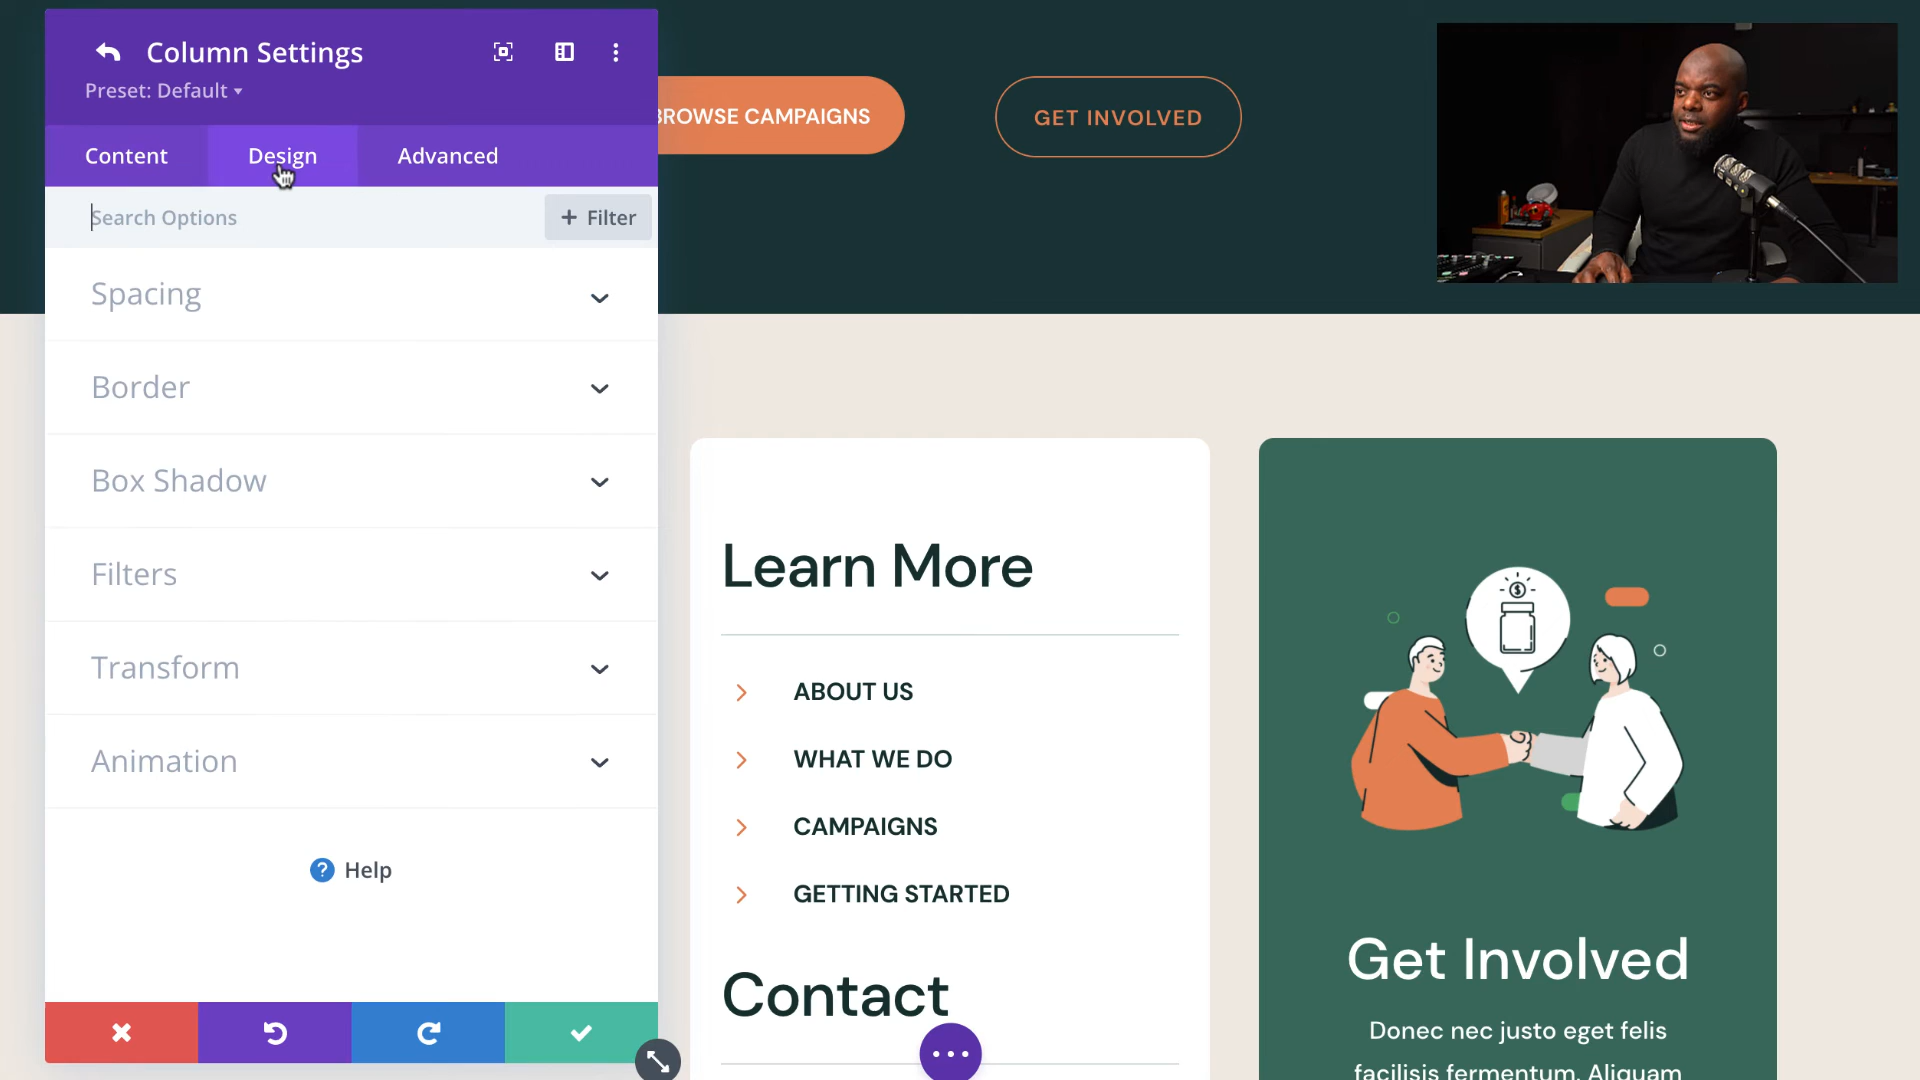 Column Settings
Preset: Default
Content
Design
Advanced
Search Options
+ Filter
Spacing
Border
Box Shadow
Filters
Transform
Animation
? Help
BROWSE CAMPAIGNS
GET INVOLVED
Learn More
ABOUT US
WHAT WE DO
CAMPAIGNS
GETTING STARTED
Contact
$
Get Involved
Donec nec justo eget felis
facilisis fermentum. Aliquam